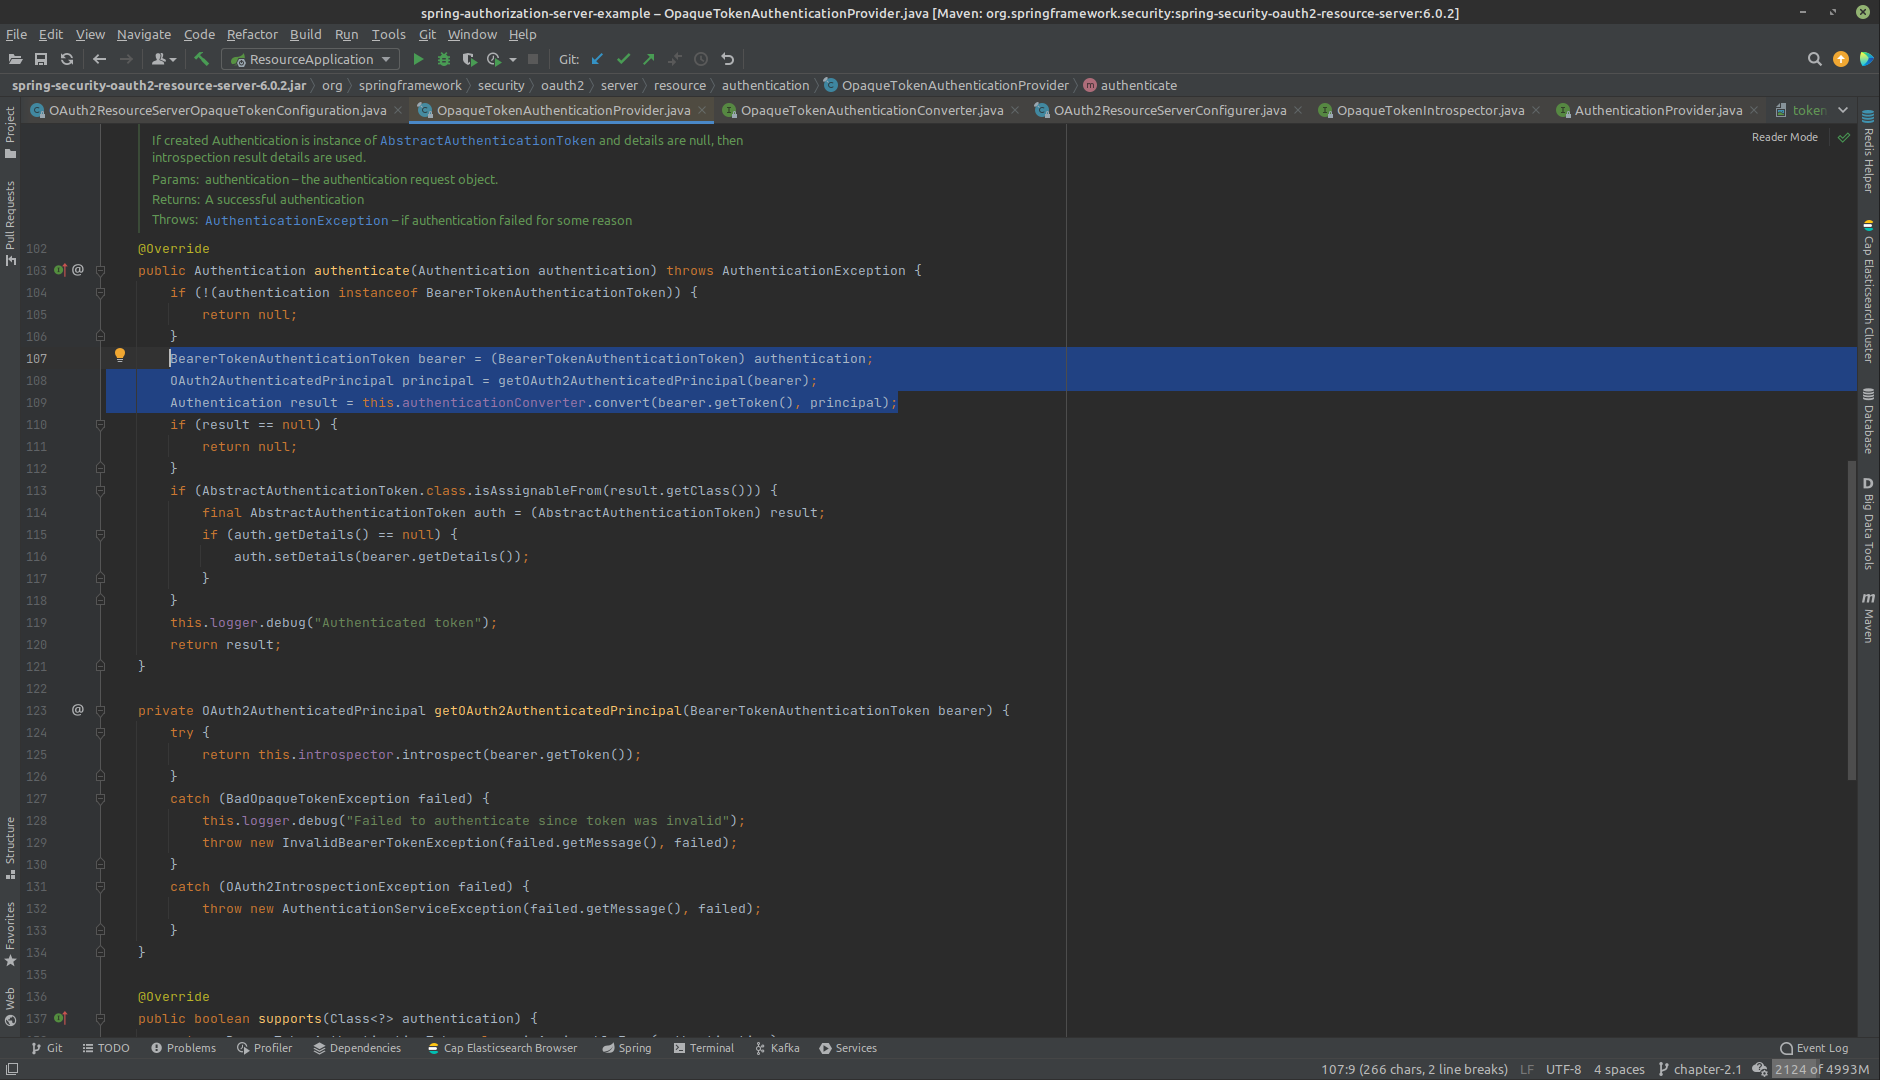 spring-authorization-server-example – OpaqueTokenAuthenticationProvider.java [Maven: org.springframework.security:spring-security-oauth2-resource-server:6.0.2]
File Edit View Navigate Code Refactor Build Run Tools Git Window Help
ResourceApplication Git:
spring-security-oauth2-resource-server-6.0.2.jar org springframework security oauth2 server resource authentication OpaqueTokenAuthenticationProvider authenticate
OAuth2ResourceServerOpaqueTokenConfiguration.java OpaqueTokenAuthenticationProvider.java OpaqueTokenAuthenticationConverter.java OAuth2ResourceServerConfigurer.java OpaqueTokenIntrospector.java AuthenticationProvider.java token
Reader Mode
If created Authentication is instance of AbstractAuthenticationToken and details are null, then
introspection result details are used.
Params: authentication – the authentication request object.
Returns: A successful authentication
Throws: AuthenticationException – if authentication failed for some reason
102 @Override
103 @ public Authentication authenticate(Authentication authentication) throws AuthenticationException {
104 if (!(authentication instanceof BearerTokenAuthenticationToken)) {
105 return null;
106 }
107 BearerTokenAuthenticationToken bearer = (BearerTokenAuthenticationToken) authentication;
108 OAuth2AuthenticatedPrincipal principal = getOAuth2AuthenticatedPrincipal(bearer);
109 Authentication result = this.authenticationConverter.convert(bearer.getToken(), principal);
110 if (result == null) {
111 return null;
112 }
113 if (AbstractAuthenticationToken.class.isAssignableFrom(result.getClass())) {
114 final AbstractAuthenticationToken auth = (AbstractAuthenticationToken) result;
115 if (auth.getDetails() == null) {
116 auth.setDetails(bearer.getDetails());
117 }
118 }
119 this.logger.debug("Authenticated token");
120 return result;
121 }
122
123 @ private OAuth2AuthenticatedPrincipal getOAuth2AuthenticatedPrincipal(BearerTokenAuthenticationToken bearer) {
124 try {
125 return this.introspector.introspect(bearer.getToken());
126 }
127 catch (BadOpaqueTokenException failed) {
128 this.logger.debug("Failed to authenticate since token was invalid");
129 throw new InvalidBearerTokenException(failed.getMessage(), failed);
130 }
131 catch (OAuth2IntrospectionException failed) {
132 throw new AuthenticationServiceException(failed.getMessage(), failed);
133 }
134 }
135
136 @Override
137 public boolean supports(Class<?> authentication) {
Project
Pull Requests
Structure
Favorites
Web
Redis Helper
Cap Elasticsearch Cluster
Database
Big Data Tools
Maven
Git TODO Problems Profiler Dependencies Cap Elasticsearch Browser Spring Terminal Kafka Services Event Log
107:9 (266 chars, 2 line breaks) LF UTF-8 4 spaces chapter-2.1 2124 of 4993M